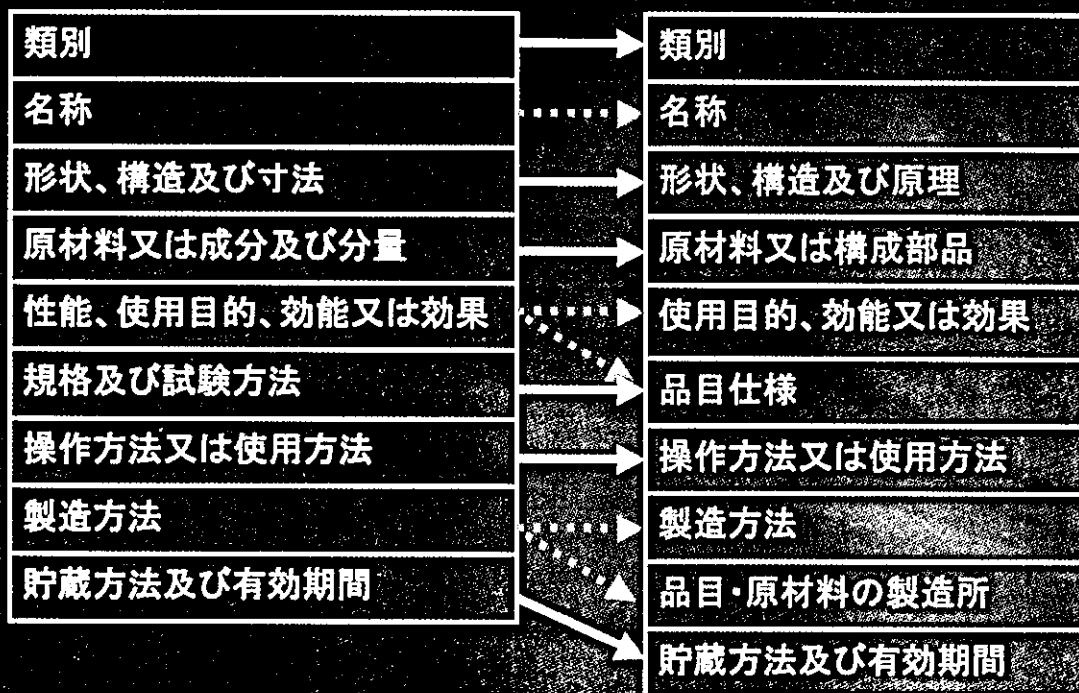 類別
名称
形状、構造及び寸法
原材料又は成分及び分量
性能、使用目的、効能又は効果
規格及び試験方法
操作方法又は使用方法
製造方法
貯蔵方法及び有効期間
類別
名称
形状、構造及び原理
原材料又は構成部品
使用目的、効能又は効果
品目仕様
操作方法又は使用方法
製造方法
品目・原材料の製造所
貯蔵方法及び有効期間